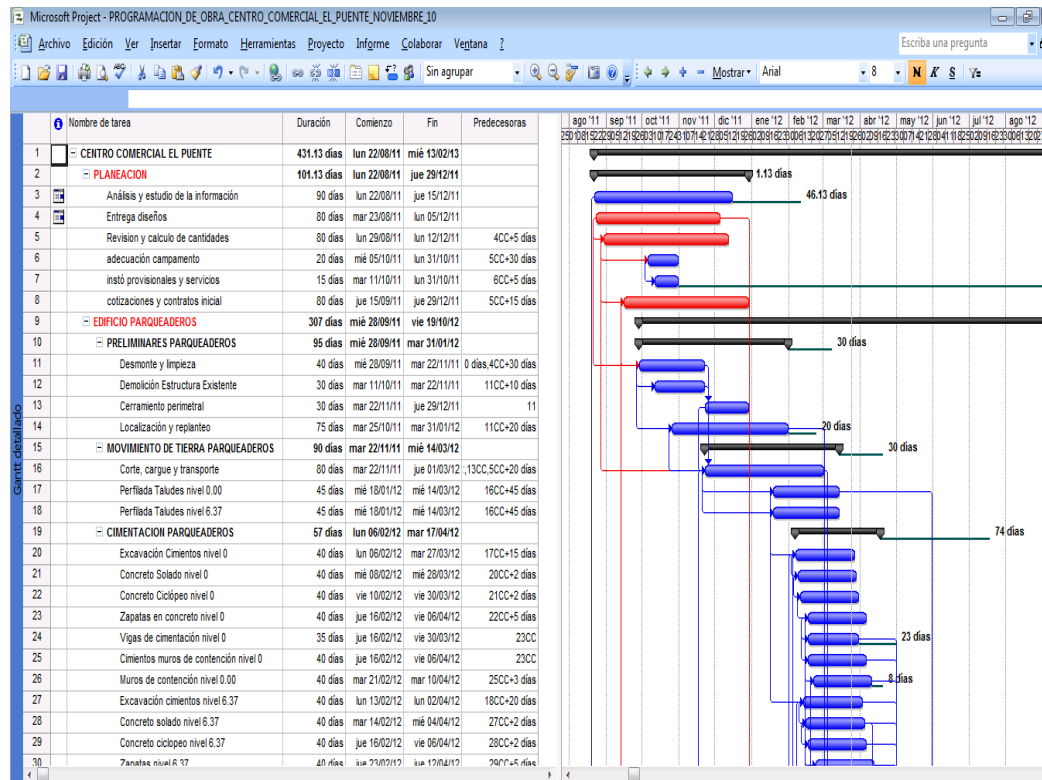 Microsoft Project - PROGRAMACION_DE_OBRA_CENTRO_COMERCIAL_EL_PUENTE_NOVIEMBRE_10
Archivo Edición Ver Insertar Formato Herramientas Proyecto Informe Colaborar Ventana ?
Escriba una pregunta
Sin agrupar Mostrar Arial 8 N K S
Nombre de tarea Duración Comienzo Fin Predecesoras
ago '11 sep '11 oct '11 nov '11 dic '11 ene '12 feb '12 mar '12 abr '12 may '12 jun '12 jul '12 ago '12
1 CENTRO COMERCIAL EL PUENTE 431.13 días lun 22/08/11 mié 13/02/13
2 PLANEACION 101.13 días lun 22/08/11 jue 29/12/11 1.13 días
3 Análisis y estudio de la información 90 días lun 22/08/11 jue 15/12/11 46.13 días
4 Entrega diseños 80 días mar 23/08/11 lun 05/12/11
5 Revision y calculo de cantidades 80 días lun 29/08/11 lun 12/12/11 4CC+5 días
6 adecuación campamento 20 días mié 05/10/11 lun 31/10/11 5CC+30 días
7 instó provisionales y servicios 15 días mar 11/10/11 lun 31/10/11 6CC+5 días
8 cotizaciones y contratos inicial 80 días jue 15/09/11 jue 29/12/11 5CC+15 días
9 EDIFICIO PARQUEADEROS 307 días mié 28/09/11 vie 19/10/12
10 PRELIMINARES PARQUEADEROS 95 días mié 28/09/11 mar 31/01/12 30 días
11 Desmonte y limpieza 40 días mié 28/09/11 mar 22/11/11 0 días,4CC+30 días
12 Demolición Estructura Existente 30 días mar 11/10/11 mar 22/11/11 11CC+10 días
13 Cerramiento perimetral 30 días mar 22/11/11 jue 29/12/11 11
14 Localización y replanteo 75 días mar 25/10/11 mar 31/01/12 11CC+20 días 20 días
15 MOVIMIENTO DE TIERRA PARQUEADEROS 90 días mar 22/11/11 mié 14/03/12 30 días
16 Corte, cargue y transporte 80 días mar 22/11/11 jue 01/03/12 ,13CC,5CC+20 días
17 Perfilada Taludes nivel 0.00 45 días mié 18/01/12 mié 14/03/12 16CC+45 días
18 Perfilada Taludes nivel 6.37 45 días mié 18/01/12 mié 14/03/12 16CC+45 días
19 CIMENTACION PARQUEADEROS 57 días lun 06/02/12 mar 17/04/12 74 días
20 Excavación Cimientos nivel 0 40 días lun 06/02/12 mar 27/03/12 17CC+15 días
21 Concreto Solado nivel 0 40 días mié 08/02/12 mié 28/03/12 20CC+2 días
22 Concreto Ciclópeo nivel 0 40 días vie 10/02/12 vie 30/03/12 21CC+2 días
23 Zapatas en concreto nivel 0 40 días jue 16/02/12 vie 06/04/12 22CC+5 días
24 Vigas de cimentación nivel 0 35 días jue 16/02/12 vie 30/03/12 23CC 23 días
25 Cimientos muros de contención nivel 0 40 días jue 16/02/12 vie 06/04/12 23CC
26 Muros de contención nivel 0.00 40 días mar 21/02/12 mar 10/04/12 25CC+3 días 8 días
27 Excavación cimientos nivel 6.37 40 días lun 13/02/12 lun 02/04/12 18CC+20 días
28 Concreto solado nivel 6.37 40 días mar 14/02/12 mié 04/04/12 27CC+2 días
29 Concreto ciclopeo nivel 6.37 40 días jue 16/02/12 vie 06/04/12 28CC+2 días
30 Zapatas nivel 6.37 40 días jue 23/02/12 jue 12/04/12 29CC+5 días
Gantt detallado